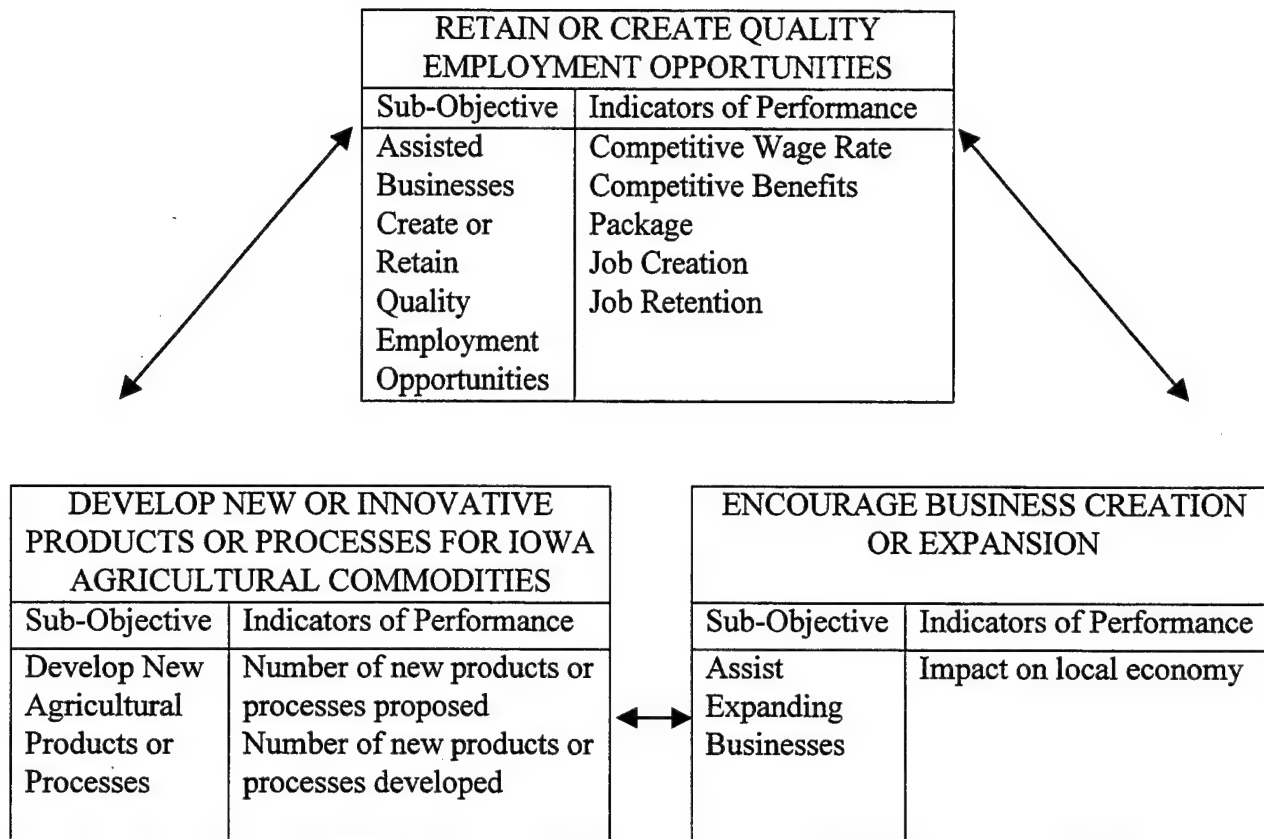 RETAIN OR CREATE QUALITY
EMPLOYMENT OPPORTUNITIES
Sub-Objective
Indicators of Performance
Assisted
Businesses
Create or
Retain
Quality
Employment
Opportunities
Competitive Wage Rate
Competitive Benefits
Package
Job Creation
Job Retention
DEVELOP NEW OR INNOVATIVE
PRODUCTS OR PROCESSES FOR IOWA
AGRICULTURAL COMMODITIES
Sub-Objective
Indicators of Performance
Develop New
Agricultural
Products or
Processes
Number of new products or
processes proposed
Number of new products or
processes developed
ENCOURAGE BUSINESS CREATION
OR EXPANSION
Sub-Objective
Indicators of Performance
Assist
Expanding
Businesses
Impact on local economy